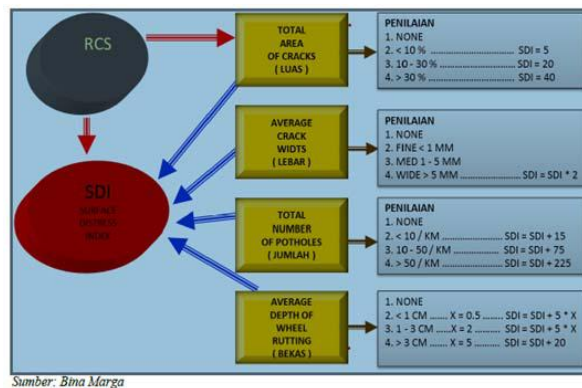 RCS
TOTAL
AREA
OF CRACKS
( LUAS )
PENILAIAN
1. NONE
2. < 10 % ........................... SDI = 5
3. 10 - 30 % ..................... SDI = 20
4. > 30 % .......................... SDI = 40
AVERAGE
CRACK
WIDTS
( LEBAR )
PENILAIAN
1. NONE
2. FINE < 1 MM
3. MED 1 - 5 MM
4. WIDE > 5 MM .................. SDI = SDI * 2
SDI
SURFACE
DISTRESS
INDEX
TOTAL
NUMBER
OF POTHOLES
( JUMLAH )
PENILAIAN
1. NONE
2. < 10 / KM ................ SDI = SDI + 15
3. 10 - 50 / KM ........... SDI = SDI + 75
4. > 50 / KM ................ SDI = SDI + 225
AVERAGE
DEPTH OF
WHEEL
RUTTING
( BEKAS )
1. NONE
2. < 1 CM ...... X = 0.5 ........ SDI = SDI + 5 * X
3. 1 - 3 CM .....X = 2 ......... SDI = SDI + 5 * X
4. > 3 CM ...... X = 5 ......... SDI = SDI + 20
Sumber: Bina Marga